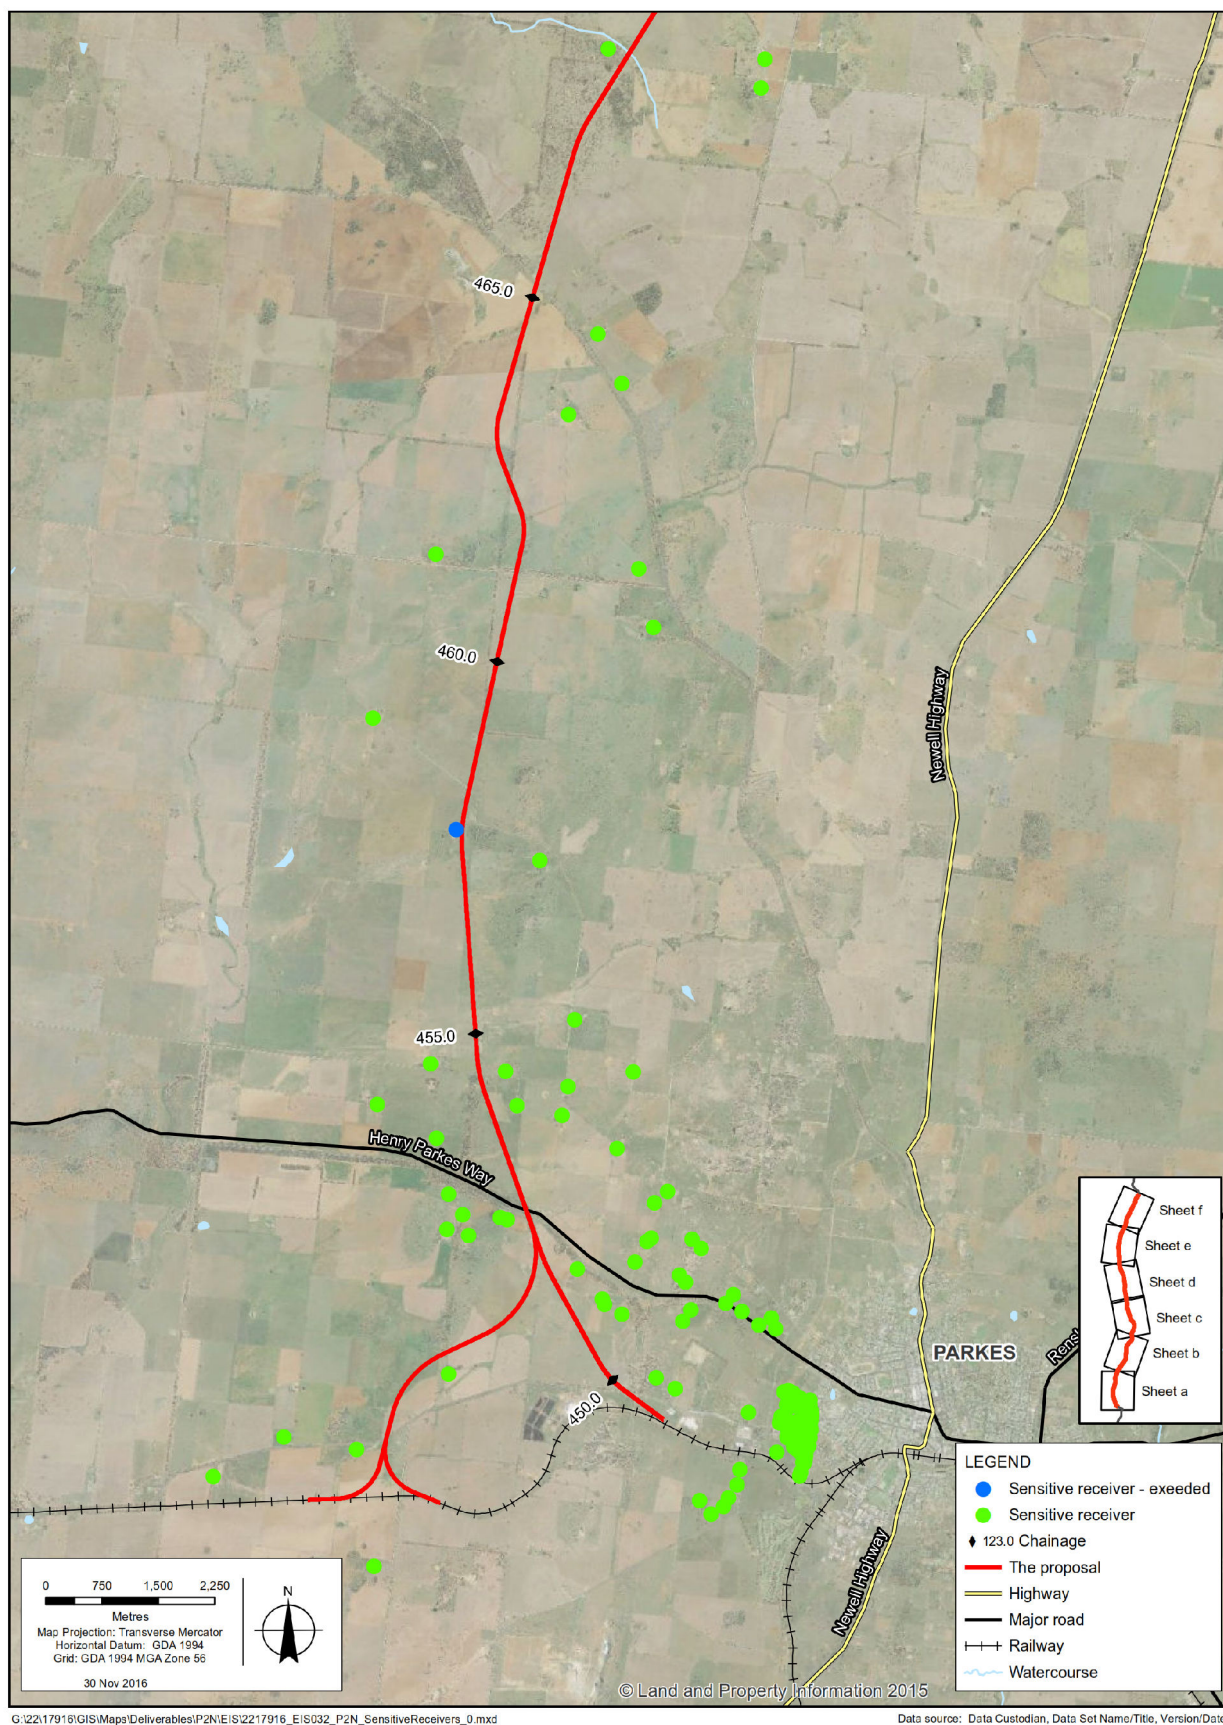 465.0
460.0
Newell Highway
455.0
Henry Parkes Way
Sheet f
Sheet e
Sheet d
Sheet c
Sheet b
Sheet a
PARKES
Rensh
450.0
LEGEND
Sensitive receiver - exeeded
Sensitive receiver
123.0 Chainage
The proposal
Highway
Major road
Railway
Watercourse
Newell Highway
0 750 1,500 2,250
Metres
Map Projection: Transverse Mercator
Horizontal Datum: GDA 1994
Grid: GDA 1994 MGA Zone 56
30 Nov 2016
N
© Land and Property Information 2015
G:\22\17916\GIS\Maps\Deliverables\P2N\EIS\2217916_EIS032_P2N_SensitiveReceivers_0.mxd
Data source: Data Custodian, Data Set Name/Title, Version/Date